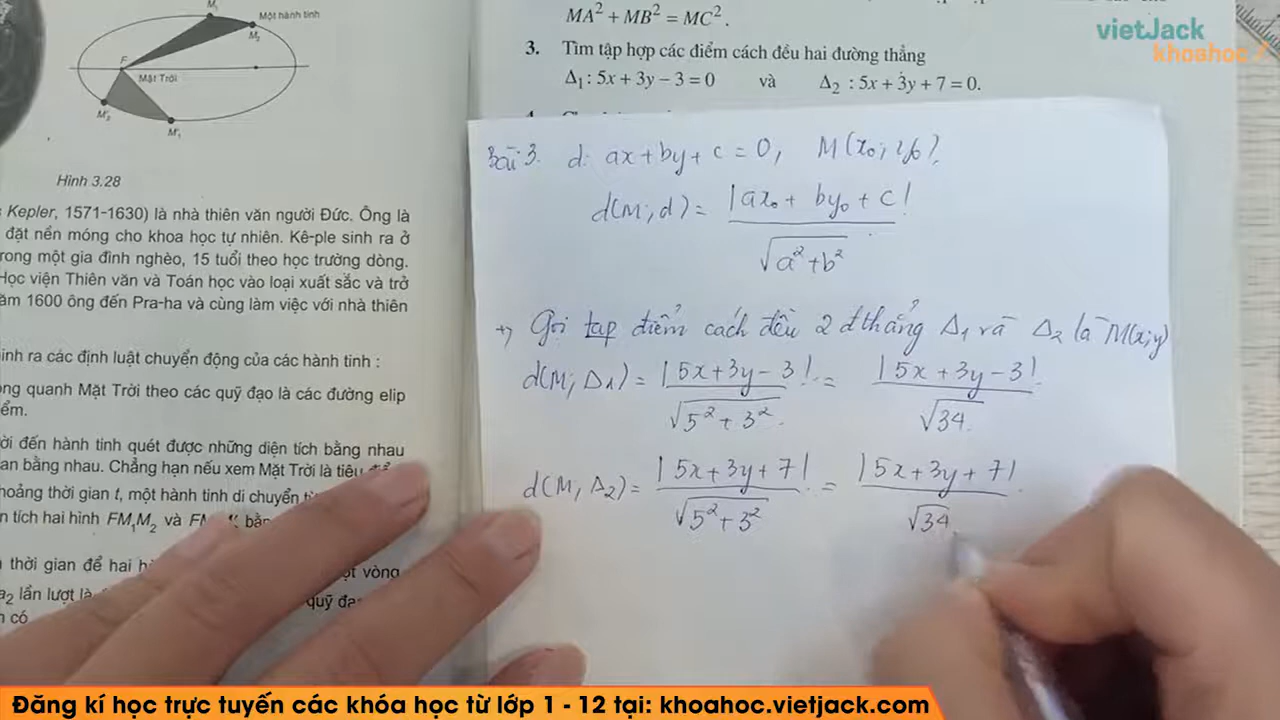 M₁
Một hành tinh
M₂
F
Mặt Trời
M'₂
M'₁
Hình 3.28
Kepler, 1571-1630) là nhà thiên văn người Đức. Ông là
đặt nền móng cho khoa học tự nhiên. Kê-ple sinh ra ở
rong một gia đình nghèo, 15 tuổi theo học trường dòng.
Học viện Thiên văn và Toán học vào loại xuất sắc và trở
ăm 1600 ông đến Pra-ha và cùng làm việc với nhà thiên
inh ra các định luật chuyển động của các hành tinh :
ng quanh Mặt Trời theo các quỹ đạo là các đường elip
ểm.
ời đến hành tinh quét được những diện tích bằng nhau
an bằng nhau. Chẳng hạn nếu xem Mặt Trời là tiêu
hoảng thời gian t, một hành tinh di chuyển
n tích hai hình FM₁M₂ và
thời gian để hai
vòng
a₂ lần lượt là
quỹ đạ
có
MA² + MB² = MC².
3. Tìm tập hợp các điểm cách đều hai đường thẳng
Δ₁ : 5x + 3y − 3 = 0 và Δ₂ : 5x + 3y + 7 = 0.
vietJack
khoahoc
Bài 3. d: ax + by + c = 0, M(x₀; y₀).
d(M; d) = |ax₀ + by₀ + c| / √(a² + b²)
+, Gọi tập điểm cách đều 2 đthẳng Δ₁ và Δ₂ là M(x;y)
d(M; Δ₁) = |5x + 3y − 3| / √(5² + 3²) = |5x + 3y − 3| / √34
d(M, Δ₂) = |5x + 3y + 7| / √(5² + 3²) = |5x + 3y + 7| / √34
Đăng kí học trực tuyến các khóa học từ lớp 1 - 12 tại: khoahoc.vietjack.com